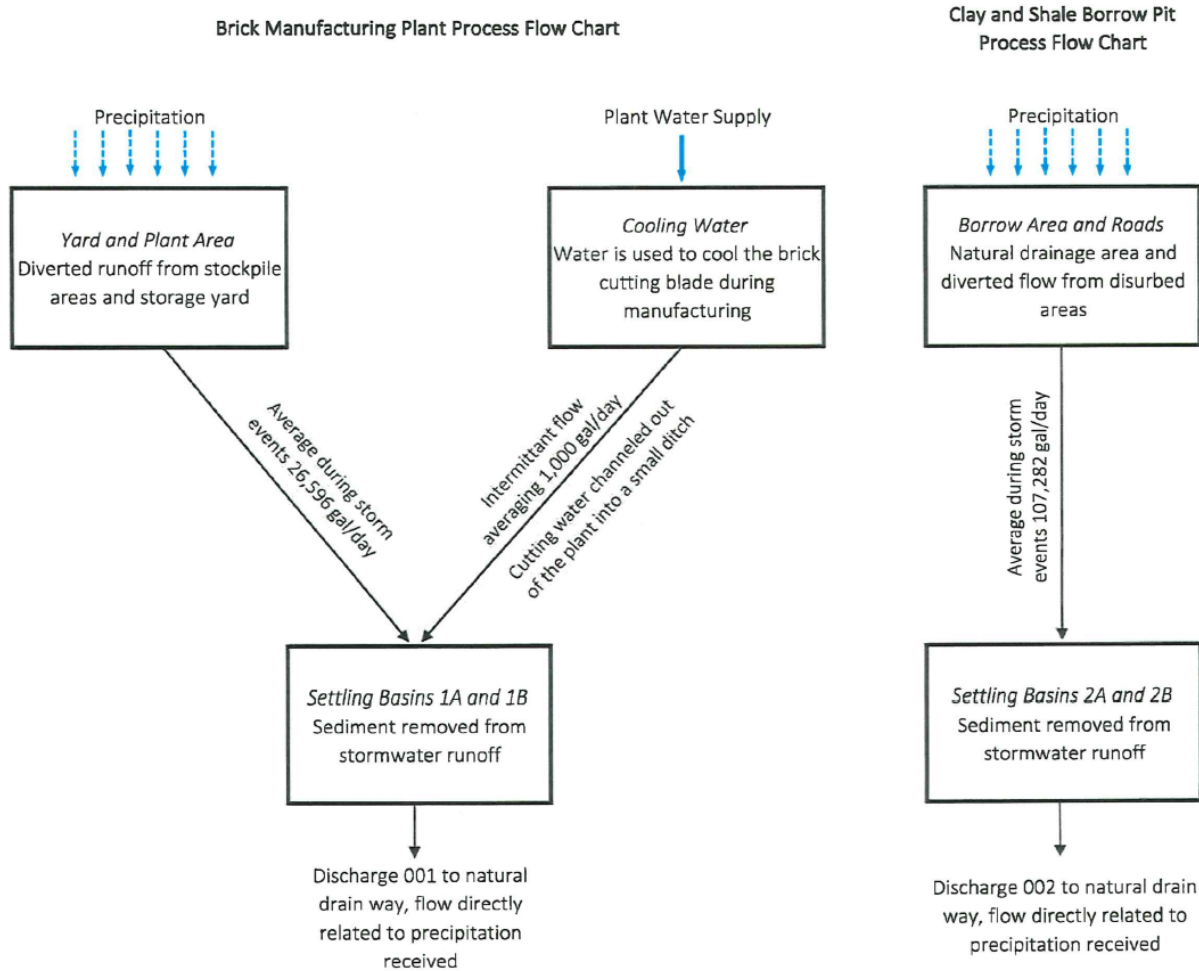 Brick Manufacturing Plant Process Flow Chart
Clay and Shale Borrow Pit
Process Flow Chart
Precipitation
Plant Water Supply
Precipitation
Yard and Plant Area
Diverted runoff from stockpile
areas and storage yard
Cooling Water
Water is used to cool the brick
cutting blade during
manufacturing
Borrow Area and Roads
Natural drainage area and
diverted flow from disurbed
areas
Average during storm
events 26,596 gal/day
Intermittant flow
averaging 1,000 gal/day
Cutting water channeled out
of the plant into a small ditch
Average during storm
events 107,282 gal/day
Settling Basins 1A and 1B
Sediment removed from
stormwater runoff
Settling Basins 2A and 2B
Sediment removed from
stormwater runoff
Discharge 001 to natural
drain way, flow directly
related to precipitation
received
Discharge 002 to natural drain
way, flow directly related to
precipitation received